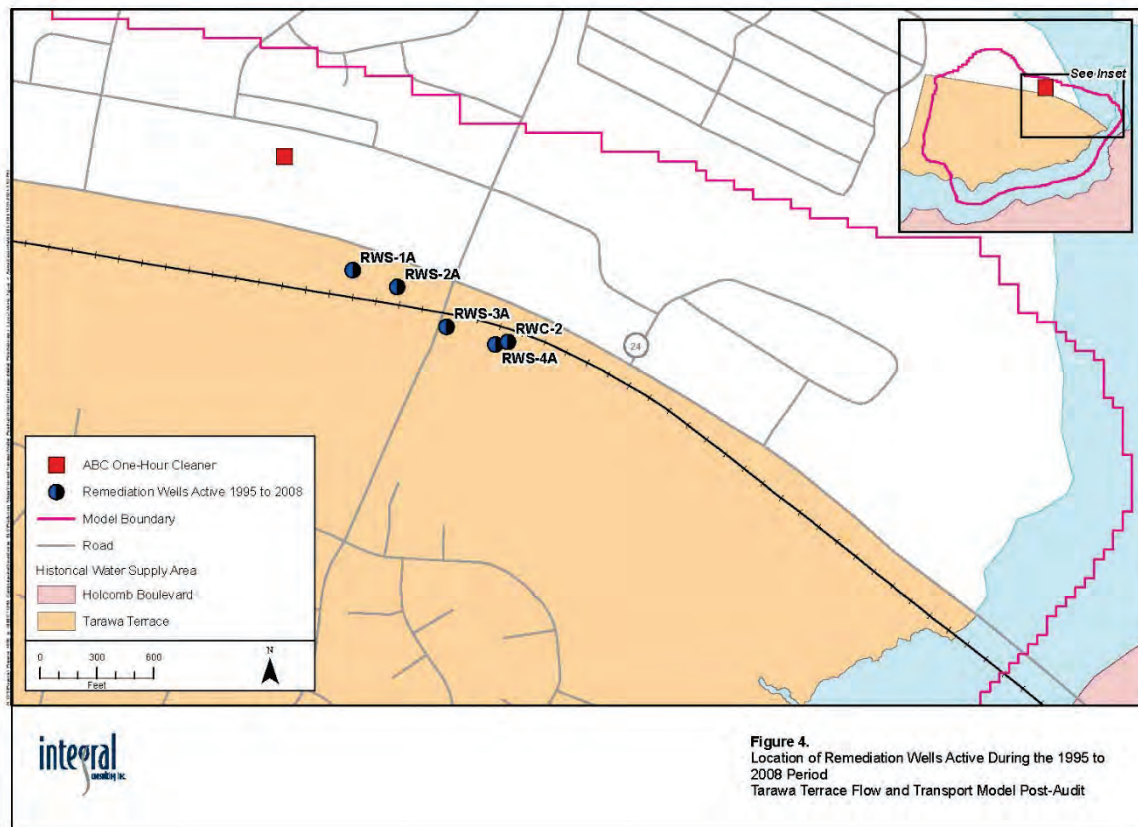 See Inset
RWS-1A
RWS-2A
RWS-3A
RWC-2
RWS-4A
24
ABC One-Hour Cleaner
Remediation Wells Active 1995 to 2008
Model Boundary
Road
Historical Water Supply Area
Holcomb Boulevard
Tarawa Terrace
0 300 600
Feet
N
integral
consulting inc.
Figure 4.
Location of Remediation Wells Active During the 1995 to
2008 Period
Tarawa Terrace Flow and Transport Model Post-Audit